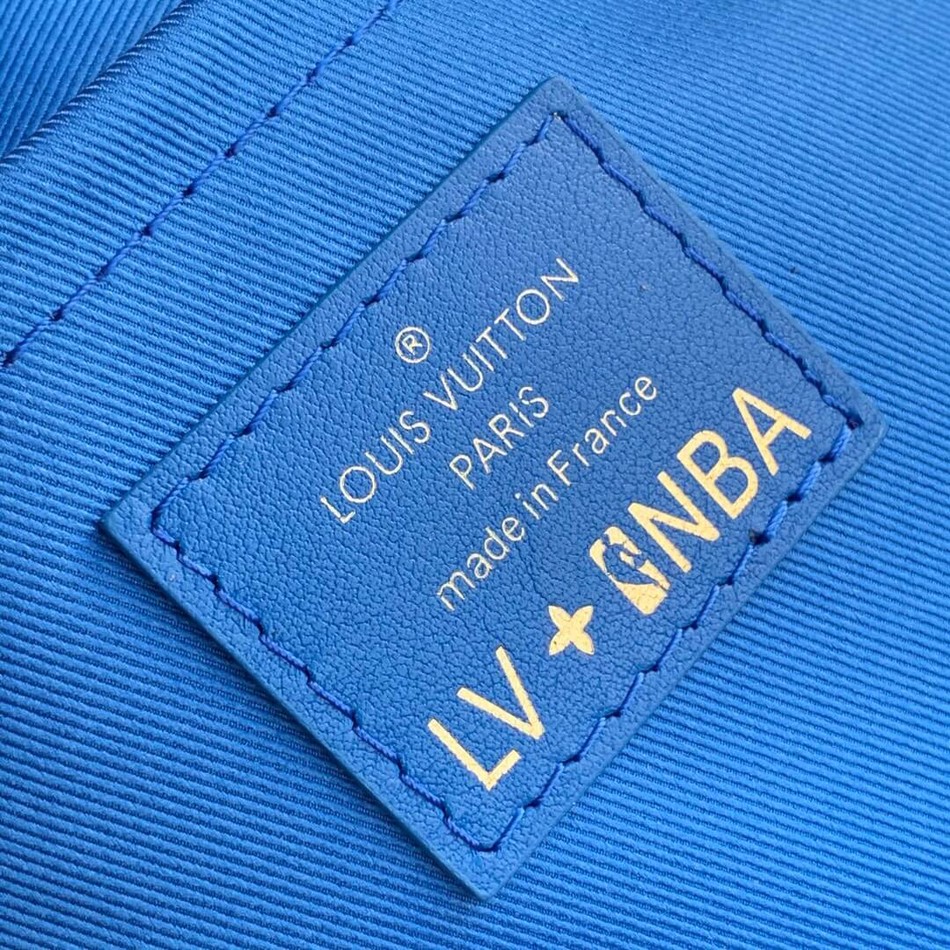 ®
LOUIS VUITTON
PARIS
made in France
LV NBA